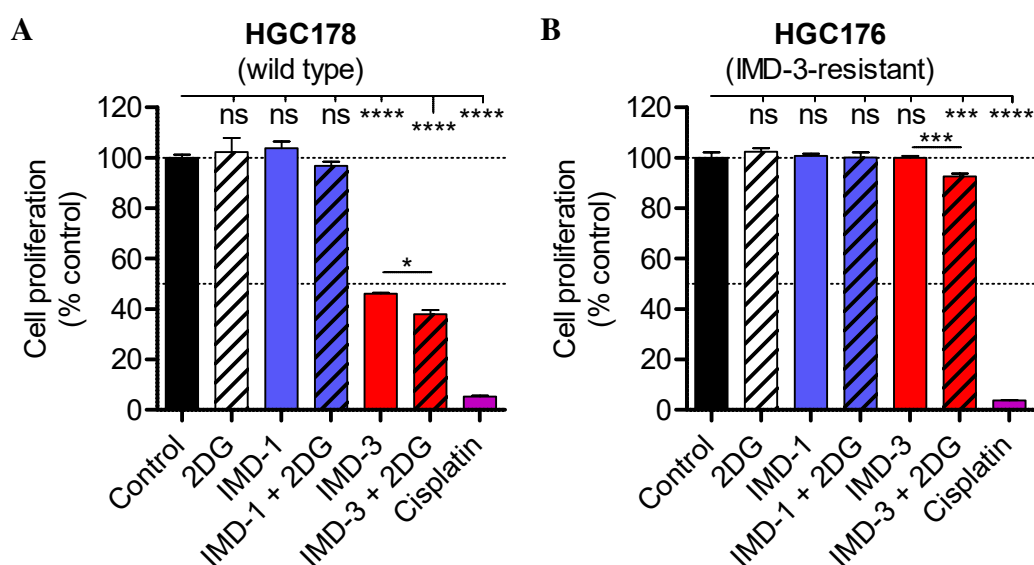 A
HGC178
(wild type)
ns ns ns **** **** ****
*
Cell proliferation
(% control)
120
100
80
60
40
20
0
Control
2DG
IMD-1
IMD-1 + 2DG
IMD-3
IMD-3 + 2DG
Cisplatin
B
HGC176
(IMD-3-resistant)
ns ns ns ns *** ****
***
Cell proliferation
(% control)
120
100
80
60
40
20
0
Control
2DG
IMD-1
IMD-1 + 2DG
IMD-3
IMD-3 + 2DG
Cisplatin